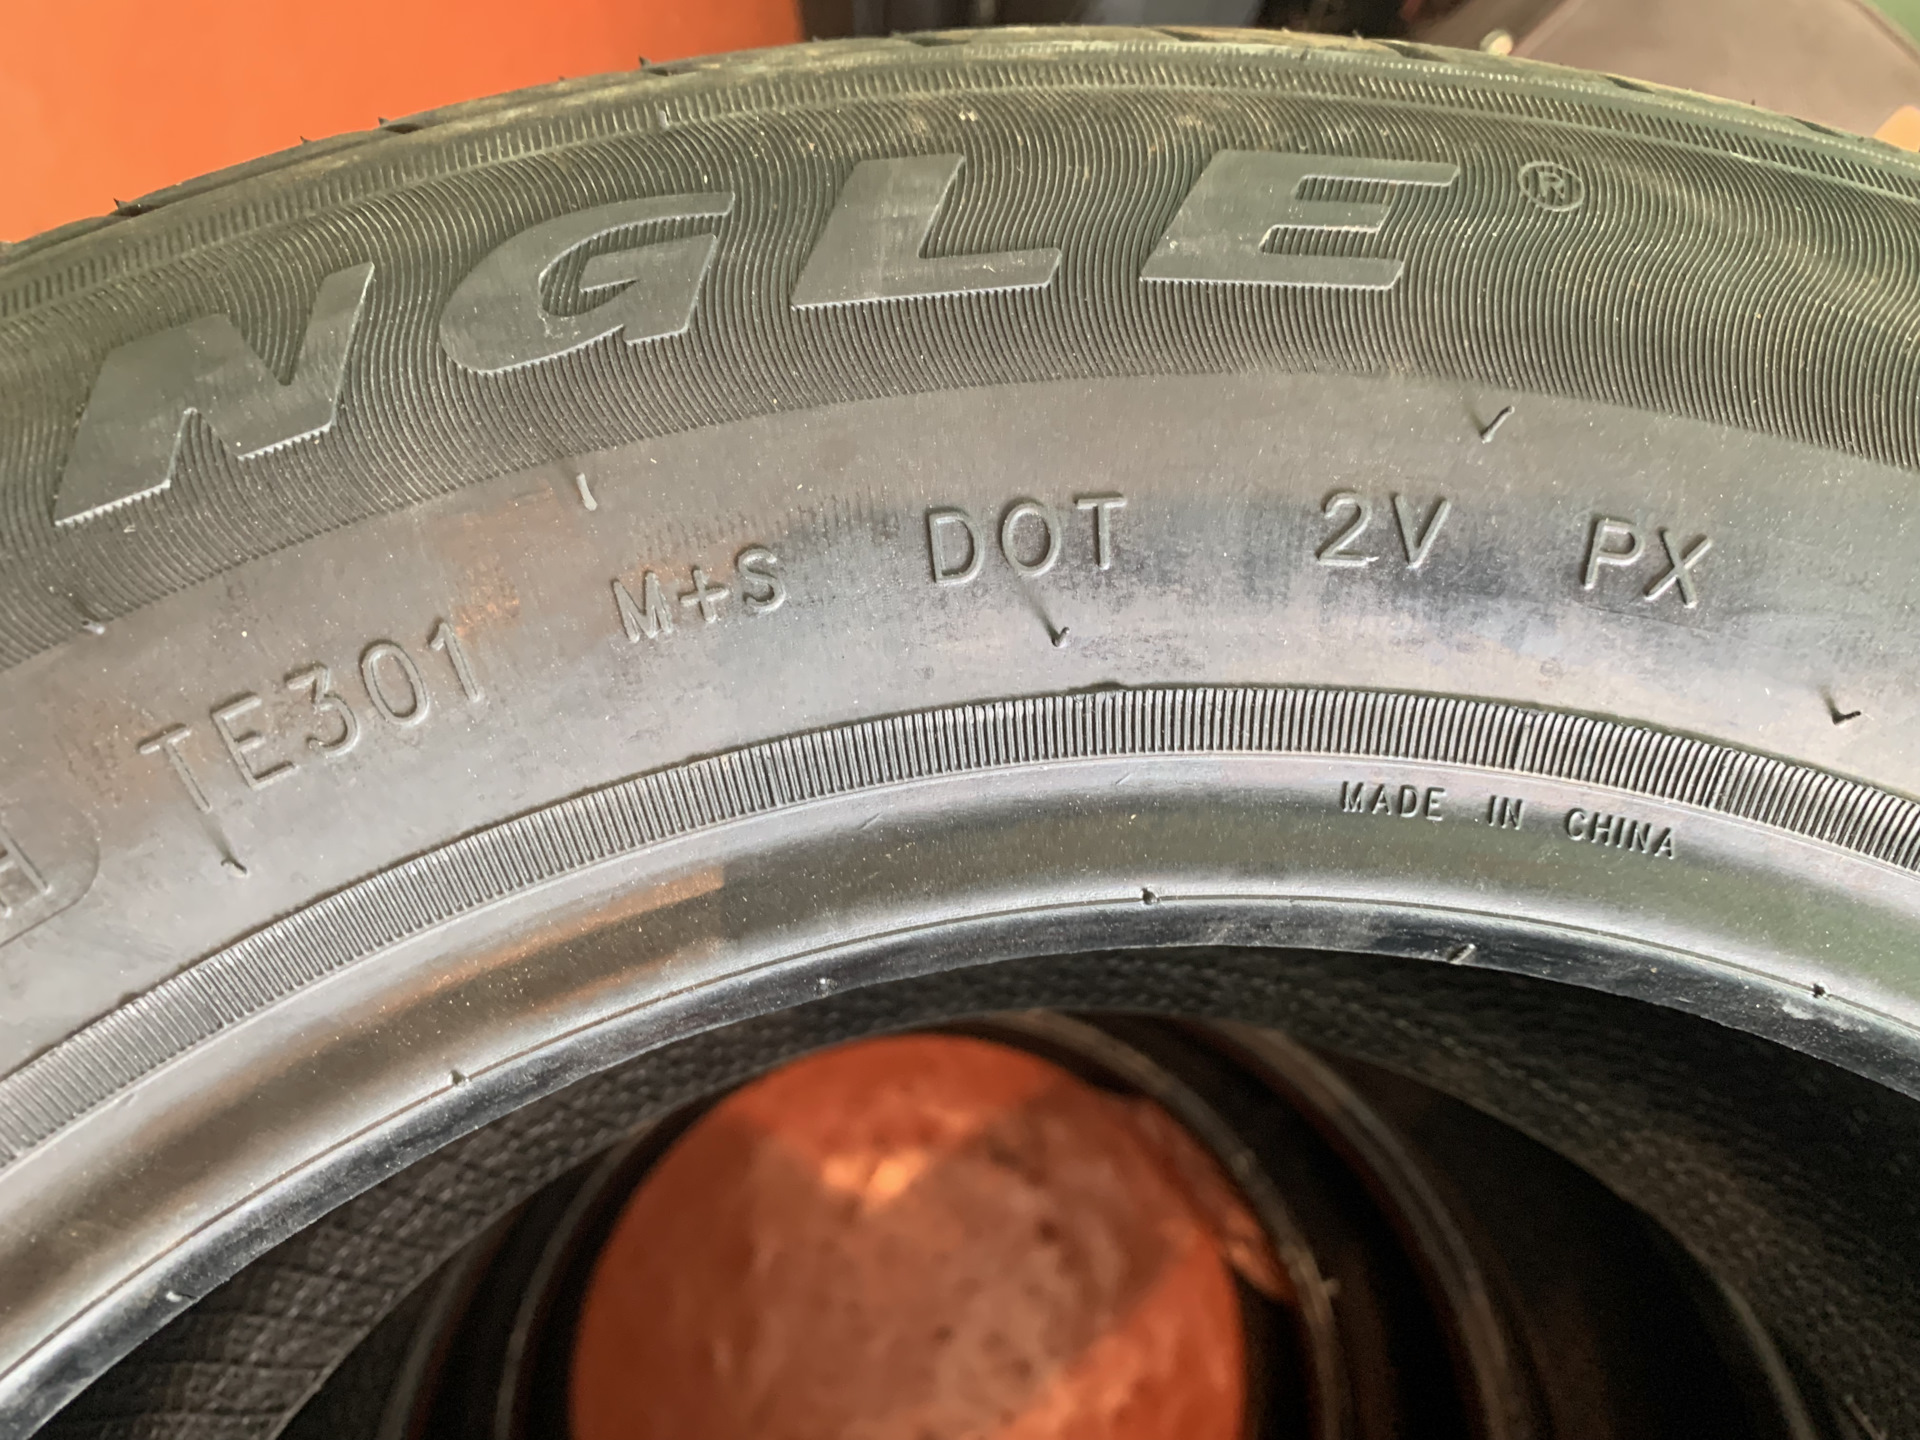 NGLE ®
H TE301 M+S DOT 2V PX
MADE IN CHINA